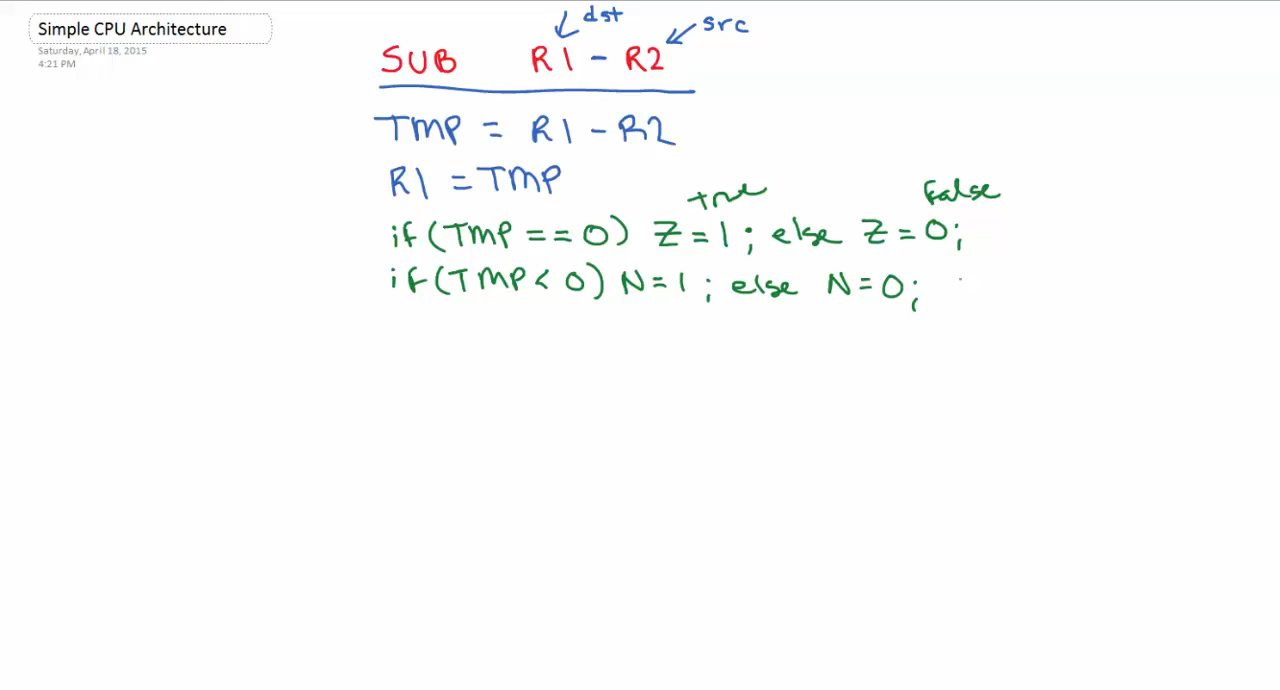 Simple CPU Architecture
Saturday, April 18, 2015
4:21 PM
dst
src
SUB R1 - R2
TMP = R1 - R2
R1 = TMP
true False
if (TMP == 0) Z = 1; else Z = 0;
if (TMP < 0) N = 1; else N = 0;